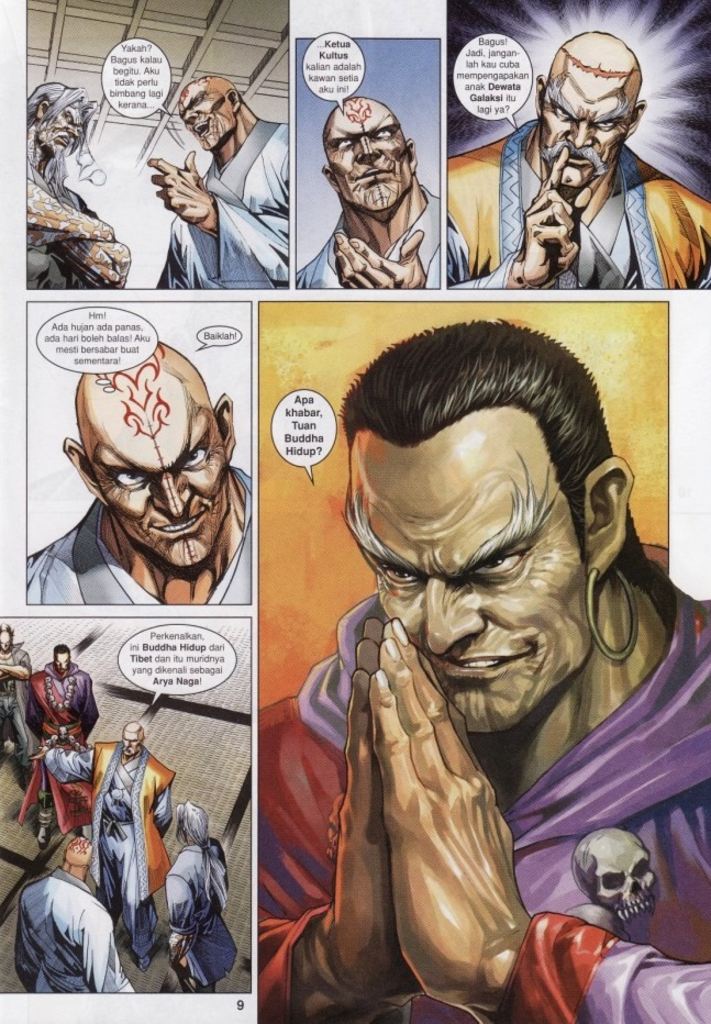 Yakah?
Bagus kalau
begitu. Aku
tidak perlu
bimbang lagi
kerana...
...Ketua
Kultus
kalian adalah
kawan setia
aku ini!
Bagus!
Jadi, jangan-
lah kau cuba
mempengapakan
anak Dewata
Galaksi itu
lagi ya?
Hm!
Ada hujan ada panas,
ada hari boleh balas! Aku
mesti bersabar buat
sementara!
Baiklah!
Apa
khabar,
Tuan
Buddha
Hidup?
Perkenalkan,
ini Buddha Hidup dari
Tibet dan itu muridnya
yang dikenali sebagai
Arya Naga!
9